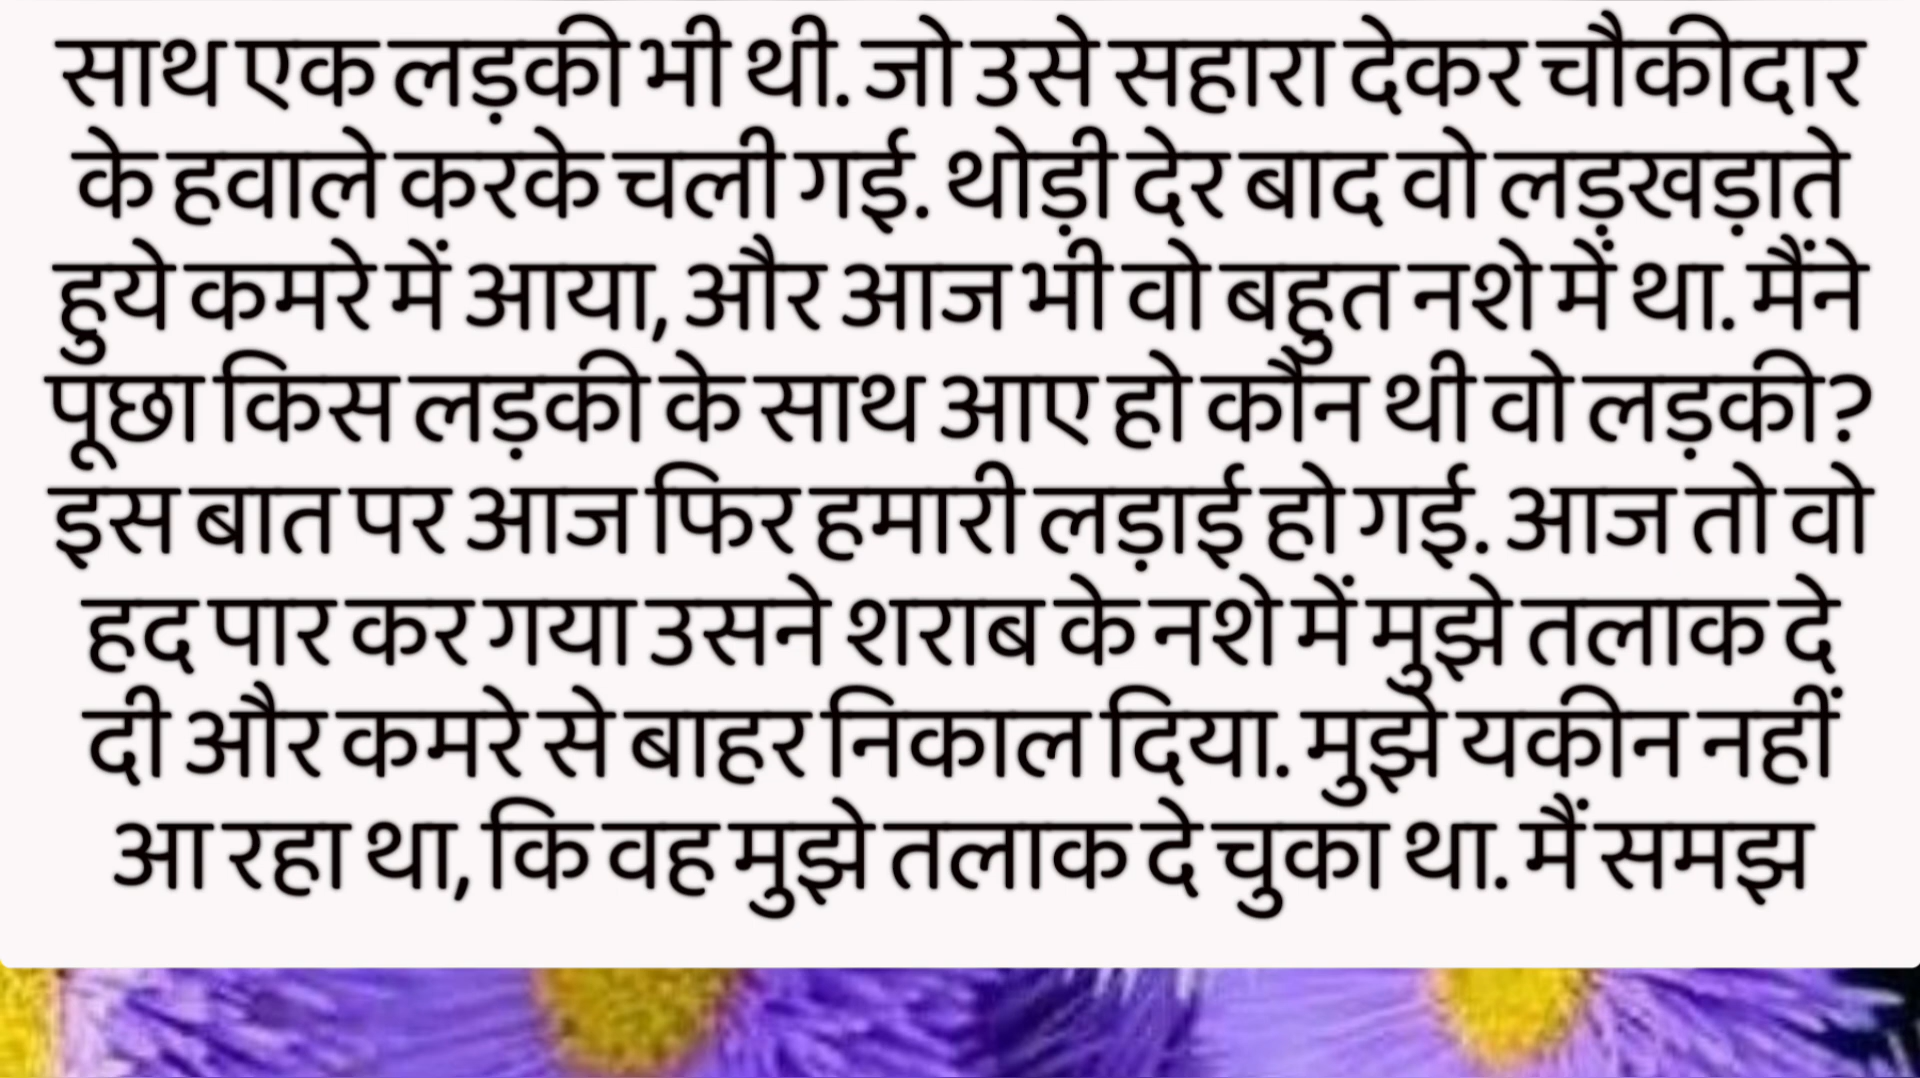 साथ एक लड़की भी थी. जो उसे सहारा देकर चौकीदार
के हवाले करके चली गई. थोड़ी देर बाद वो लड़खड़ाते
हुये कमरे में आया, और आज भी वो बहुत नशे में था. मैंने
पूछा किस लड़की के साथ आए हो कौन थी वो लड़की?
इस बात पर आज फिर हमारी लड़ाई हो गई. आज तो वो
हद पार कर गया उसने शराब के नशे में मुझे तलाक दे
दी और कमरे से बाहर निकाल दिया. मुझे यकीन नहीं
आ रहा था, कि वह मुझे तलाक दे चुका था. मैं समझ